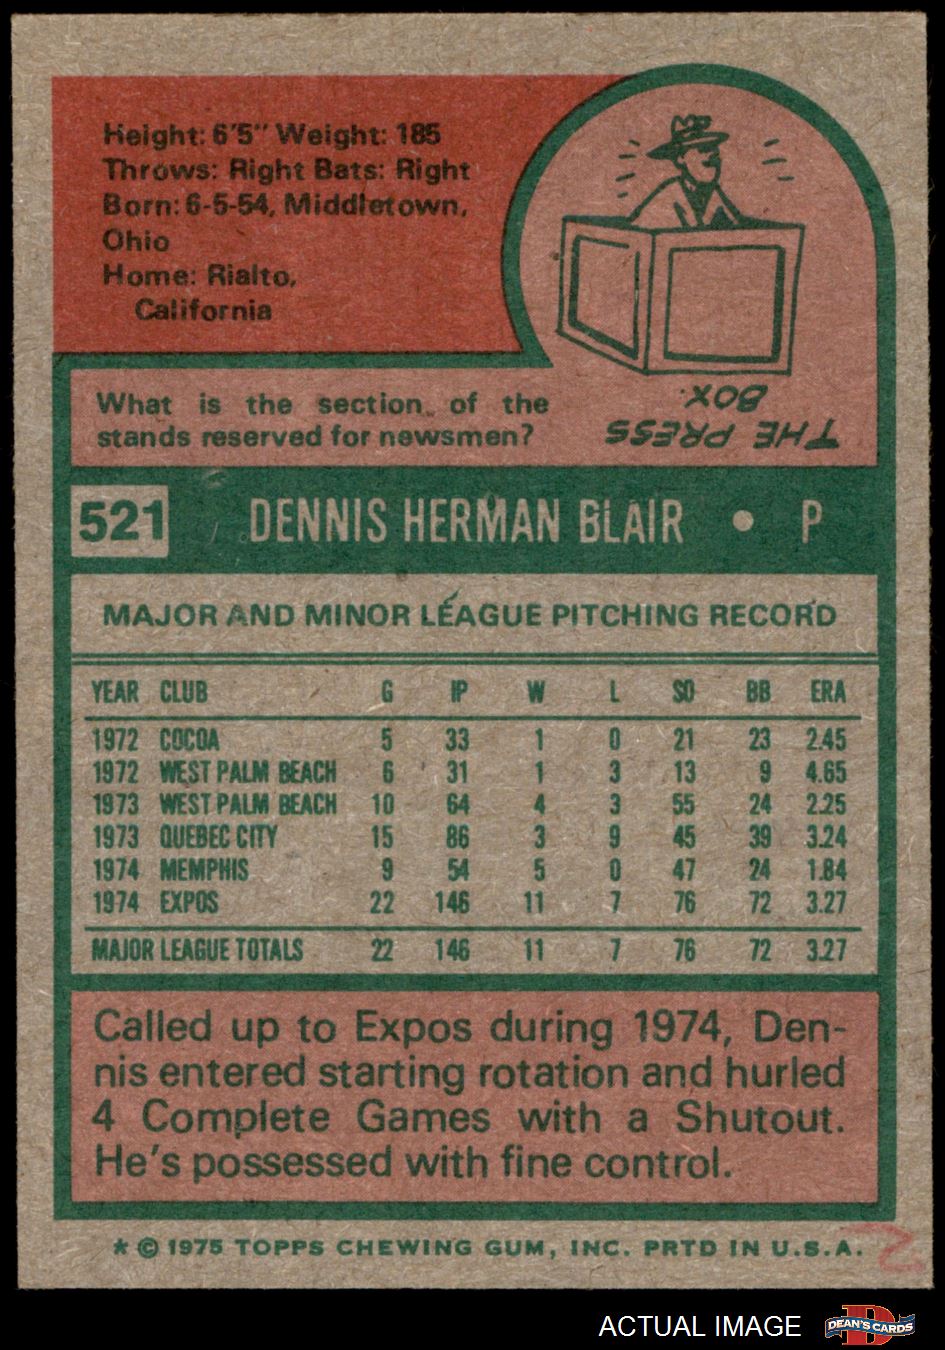 Height: 6'5" Weight: 185
Throws: Right Bats: Right
Born: 6-5-54, Middletown,
Ohio
Home: Rialto,
California
What is the section of the
stands reserved for newsmen?
THE PRESS
BOX.
521 DENNIS HERMAN BLAIR • P
MAJOR AND MINOR LEAGUE PITCHING RECORD
YEAR CLUB G IP W L SO BB ERA
1972 COCOA 5 33 1 0 21 23 2.45
1972 WEST PALM BEACH 6 31 1 3 13 9 4.65
1973 WEST PALM BEACH 10 64 4 3 55 24 2.25
1973 QUEBEC CITY 15 86 3 9 45 39 3.24
1974 MEMPHIS 9 54 5 0 47 24 1.84
1974 EXPOS 22 146 11 7 76 72 3.27
MAJOR LEAGUE TOTALS 22 146 11 7 76 72 3.27
Called up to Expos during 1974, Den-
nis entered starting rotation and hurled
4 Complete Games with a Shutout.
He's possessed with fine control.
* © 1975 TOPPS CHEWING GUM, INC. PRTD IN U.S.A.
2
ACTUAL IMAGE
D
DEAN'S CARDS